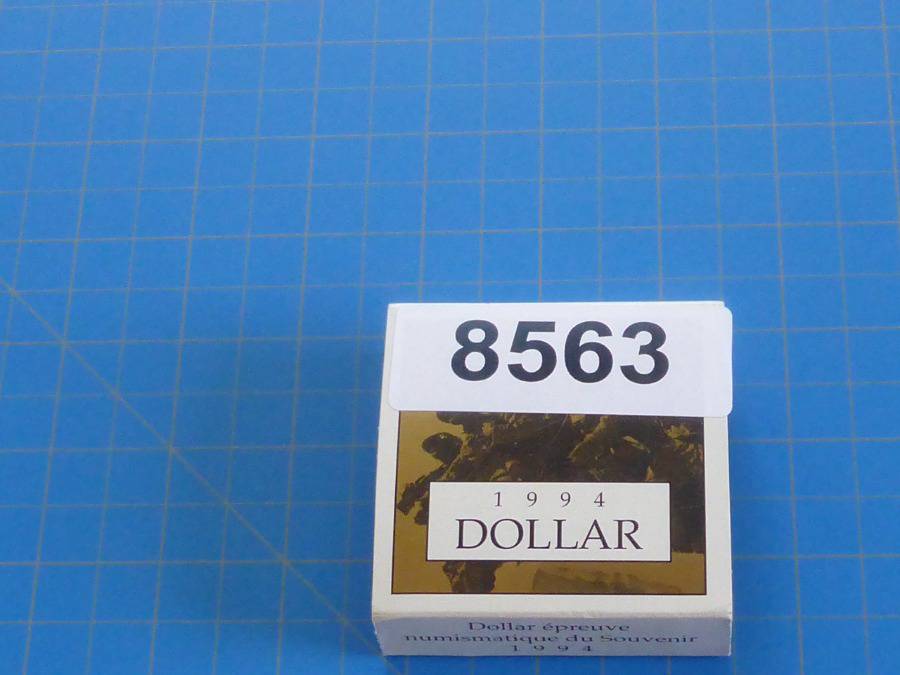 8563
1 9 9 4
DOLLAR
Dollar épreuve
numismatique du Souvenir
1 9 9 4